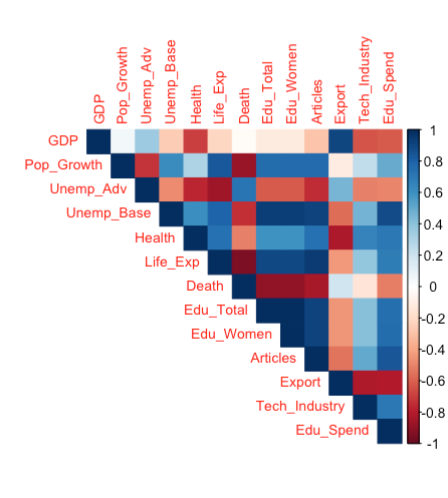 GDP
Pop_Growth
Unemp_Adv
Unemp_Base
Health
Life_Exp
Death
Edu_Total
Edu_Women
Articles
Export
Tech_Industry
Edu_Spend
GDP
Pop_Growth
Unemp_Adv
Unemp_Base
Health
Life_Exp
Death
Edu_Total
Edu_Women
Articles
Export
Tech_Industry
Edu_Spend
1
0.8
0.6
0.4
0.2
0
-0.2
-0.4
-0.6
-0.8
-1